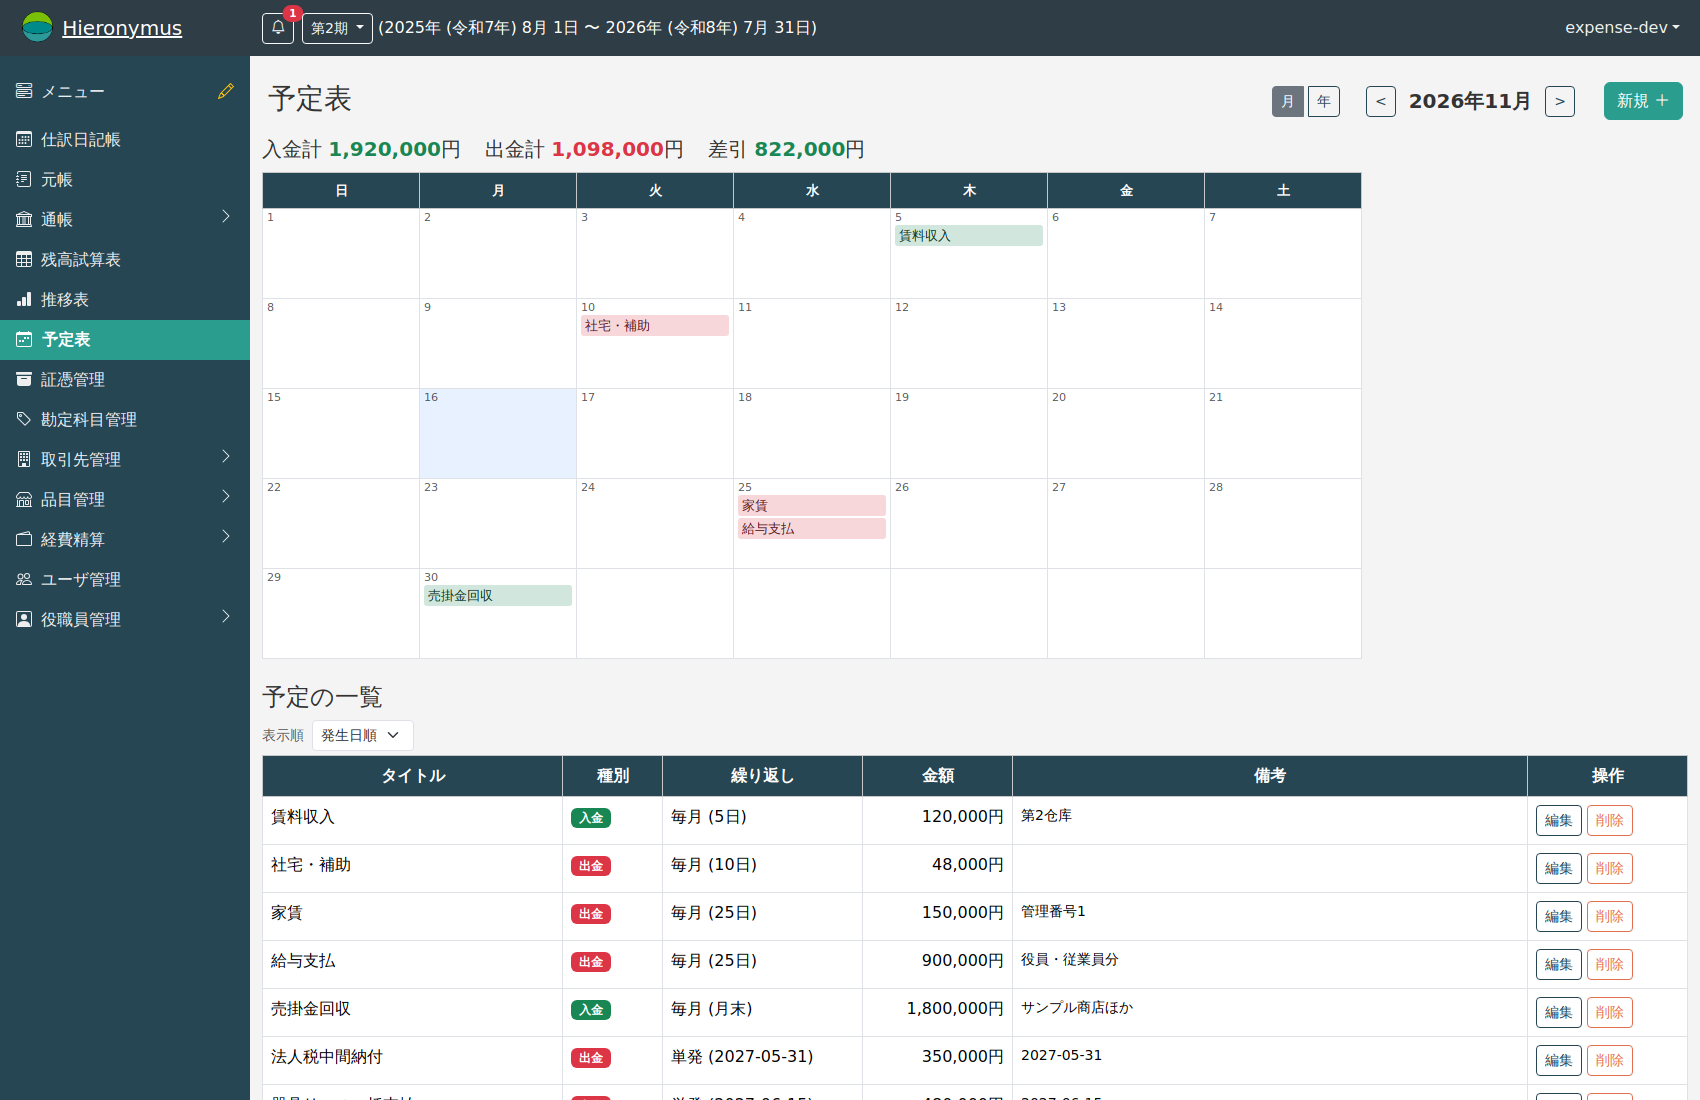 Hieronymus
1
第2期 (2025年 (令和7年) 8月 1日 〜 2026年 (令和8年) 7月 31日)
expense-dev
メニュー
仕訳日記帳
元帳
通帳
残高試算表
推移表
予定表
証憑管理
勘定科目管理
取引先管理
品目管理
経費精算
ユーザ管理
役職員管理
予定表
月 年 < 2026年11月 > 新規 +
入金計 1,920,000円 出金計 1,098,000円 差引 822,000円
日 月 火 水 木 金 土
1 2 3 4 5 6 7
賃料収入
8 9 10 11 12 13 14
社宅・補助
15 16 17 18 19 20 21
22 23 24 25 26 27 28
家賃
給与支払
29 30
売掛金回収
予定の一覧
表示順 発生日順
タイトル 種別 繰り返し 金額 備考 操作
賃料収入 入金 毎月 (5日) 120,000円 第2仓库 編集 削除
社宅・補助 出金 毎月 (10日) 48,000円 編集 削除
家賃 出金 毎月 (25日) 150,000円 管理番号1 編集 削除
給与支払 出金 毎月 (25日) 900,000円 役員・従業員分 編集 削除
売掛金回収 入金 毎月 (月末) 1,800,000円 サンプル商店ほか 編集 削除
法人税中間納付 出金 単発 (2027-05-31) 350,000円 2027-05-31 編集 削除